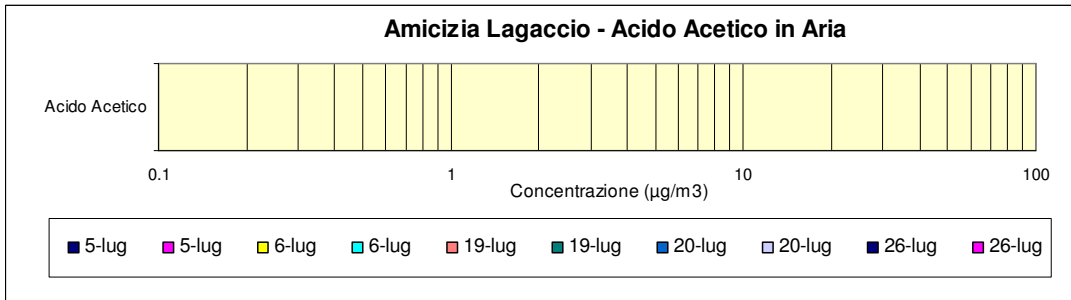 Amicizia Lagaccio - Acido Acetico in Aria
Acido Acetico
0.1 1 10 100
Concentrazione (µg/m3)
5-lug 5-lug 6-lug 6-lug 19-lug 19-lug 20-lug 20-lug 26-lug 26-lug